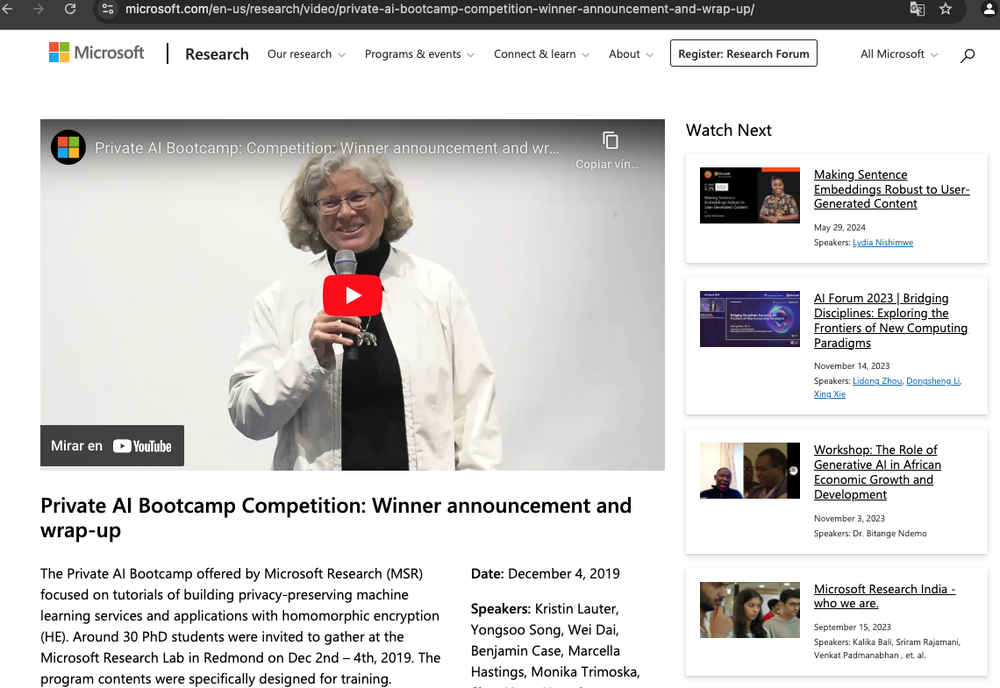 microsoft.com/en-us/research/video/private-ai-bootcamp-competition-winner-announcement-and-wrap-up/
Microsoft
Research
Our research
Programs & events
Connect & learn
About
Register: Research Forum
All Microsoft
Private AI Bootcamp: Competition: Winner announcement and wr...
Copiar vín...
Mirar en YouTube
Private AI Bootcamp Competition: Winner announcement and
wrap-up
The Private AI Bootcamp offered by Microsoft Research (MSR)
focused on tutorials of building privacy-preserving machine
learning services and applications with homomorphic encryption
(HE). Around 30 PhD students were invited to gather at the
Microsoft Research Lab in Redmond on Dec 2nd – 4th, 2019. The
program contents were specifically designed for training.
Date: December 4, 2019
Speakers: Kristin Lauter,
Yongsoo Song, Wei Dai,
Benjamin Case, Marcella
Hastings, Monika Trimoska,
Watch Next
Making Sentence
Embeddings Robust to User-
Generated Content
May 29, 2024
Speakers: Lydia Nishimwe
AI Forum 2023 | Bridging
Disciplines: Exploring the
Frontiers of New Computing
Paradigms
November 14, 2023
Speakers: Lidong Zhou, Dongsheng Li,
Xing Xie
Workshop: The Role of
Generative AI in African
Economic Growth and
Development
November 3, 2023
Speakers: Dr. Bitange Ndemo
Microsoft Research India -
who we are.
September 15, 2023
Speakers: Kalika Bali, Sriram Rajamani,
Venkat Padmanabhan , et. al.